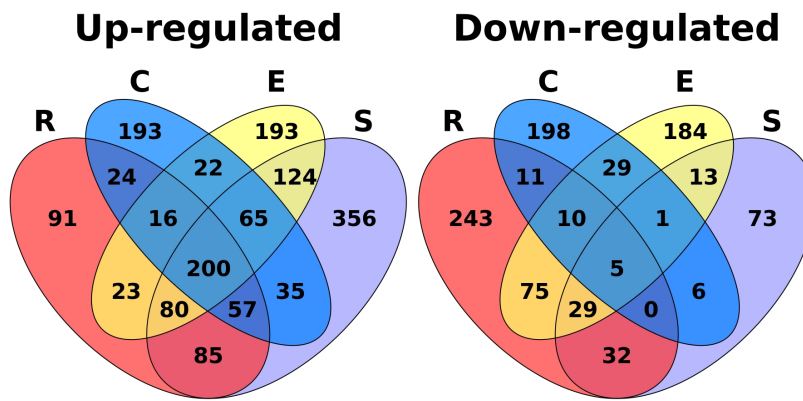 Up-regulated Down-regulated
C E C E
R S R S
193 193 198 184
24 22 124 11 29 13
91 16 65 356 243 10 1 73
200 5
23 35 75 6
80 57 29 0
85 32